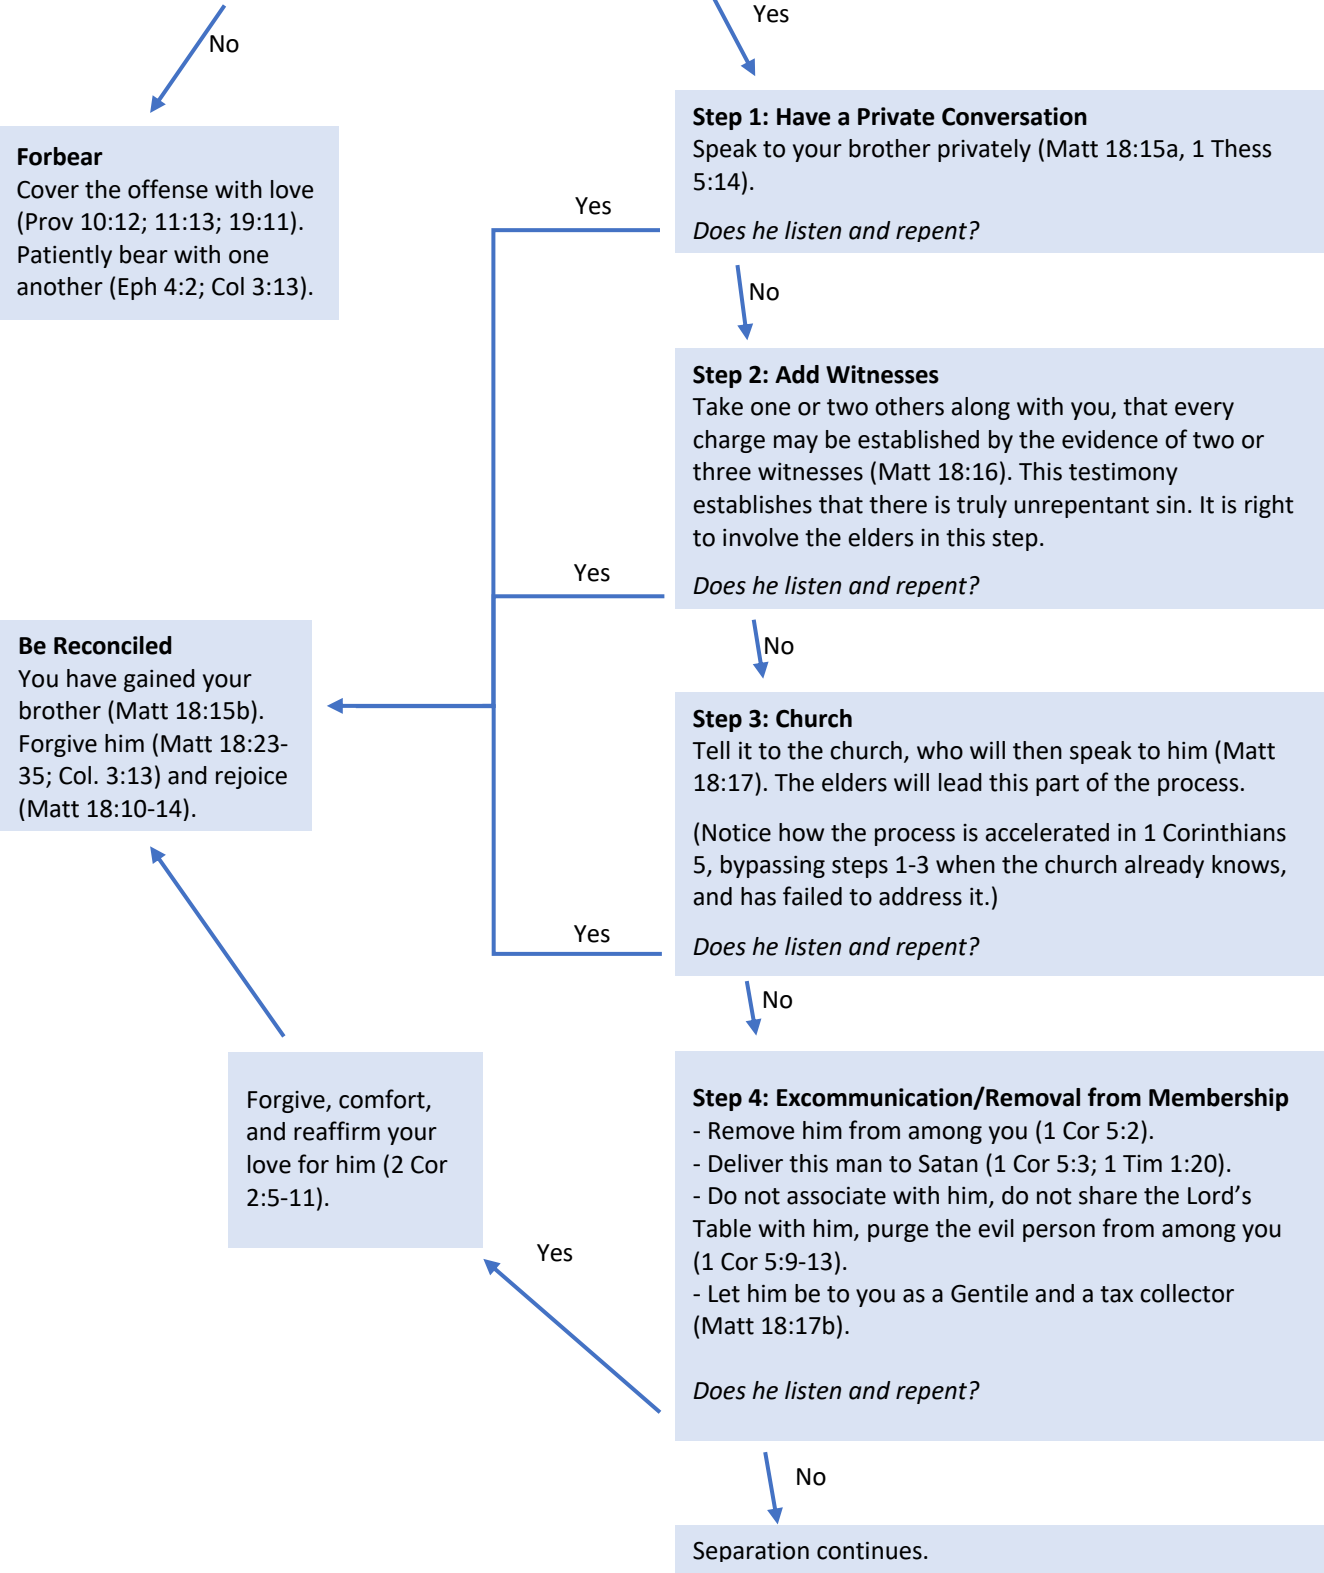 Yes
No
Step 1: Have a Private Conversation
Speak to your brother privately (Matt 18:15a, 1 Thess
5:14).
Does he listen and repent?
Forbear
Cover the offense with love
(Prov 10:12; 11:13; 19:11).
Patiently bear with one
another (Eph 4:2; Col 3:13).
Yes
No
Step 2: Add Witnesses
Take one or two others along with you, that every
charge may be established by the evidence of two or
three witnesses (Matt 18:16). This testimony
establishes that there is truly unrepentant sin. It is right
to involve the elders in this step.
Does he listen and repent?
Yes
No
Be Reconciled
You have gained your
brother (Matt 18:15b).
Forgive him (Matt 18:23-
35; Col. 3:13) and rejoice
(Matt 18:10-14).
Step 3: Church
Tell it to the church, who will then speak to him (Matt
18:17). The elders will lead this part of the process.
(Notice how the process is accelerated in 1 Corinthians
5, bypassing steps 1-3 when the church already knows,
and has failed to address it.)
Does he listen and repent?
Yes
No
Forgive, comfort,
and reaffirm your
love for him (2 Cor
2:5-11).
Step 4: Excommunication/Removal from Membership
- Remove him from among you (1 Cor 5:2).
- Deliver this man to Satan (1 Cor 5:3; 1 Tim 1:20).
- Do not associate with him, do not share the Lord’s
Table with him, purge the evil person from among you
(1 Cor 5:9-13).
- Let him be to you as a Gentile and a tax collector
(Matt 18:17b).
Does he listen and repent?
Yes
No
Separation continues.